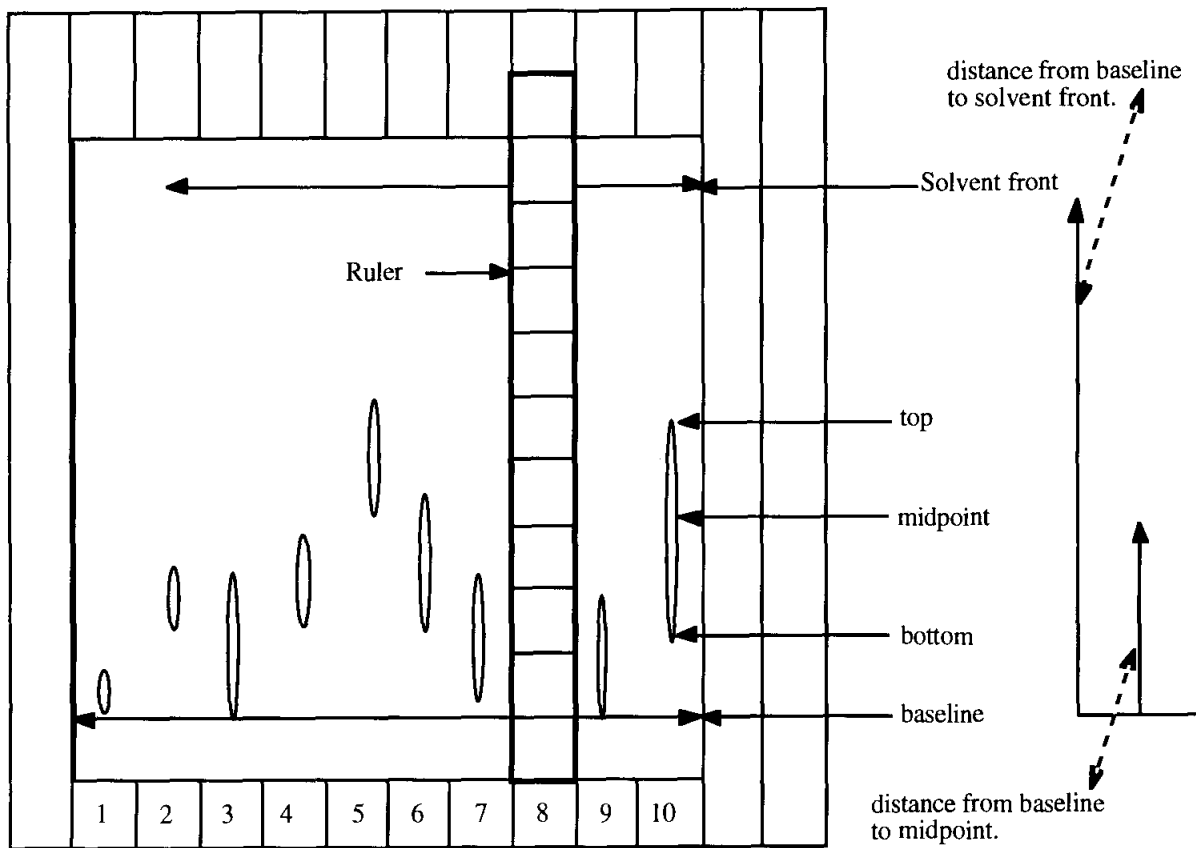 distance from baseline
to solvent front.
Solvent front
Ruler
top
midpoint
bottom
baseline
1 2 3 4 5 6 7 8 9 10
distance from baseline
to midpoint.